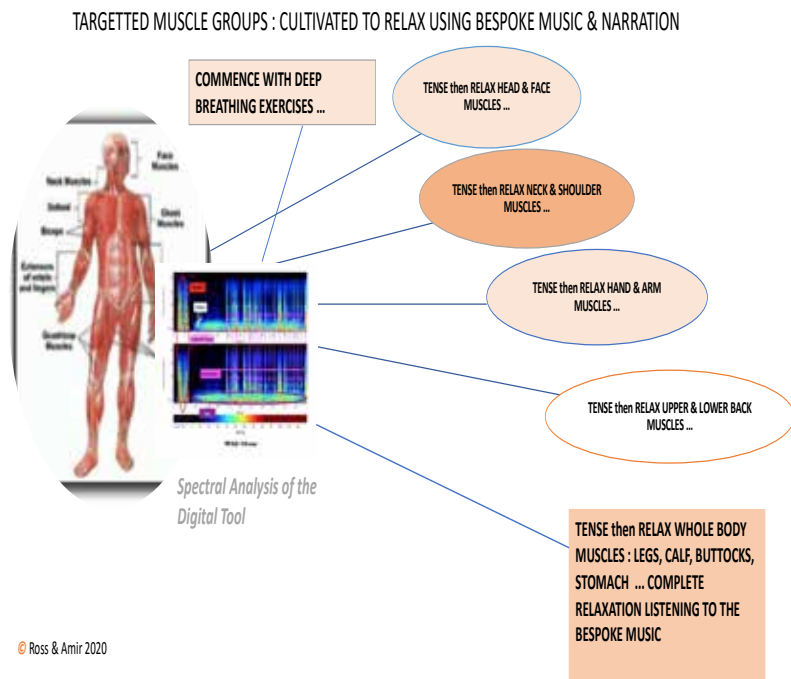 TARGETTED MUSCLE GROUPS : CULTIVATED TO RELAX USING BESPOKE MUSIC & NARRATION
COMMENCE WITH DEEP
BREATHING EXERCISES ...
TENSE then RELAX HEAD & FACE
MUSCLES ...
TENSE then RELAX NECK & SHOULDER
MUSCLES ...
TENSE then RELAX HAND & ARM
MUSCLES ...
TENSE then RELAX UPPER & LOWER BACK
MUSCLES ...
TENSE then RELAX WHOLE BODY
MUSCLES : LEGS, CALF, BUTTOCKS,
STOMACH ... COMPLETE
RELAXATION LISTENING TO THE
BESPOKE MUSIC
Face
Muscles
Neck Muscles
Deltoid
Chest
Muscles
Biceps
Extensors
of wrists
and fingers
Quadricep
Muscles
Spectral Analysis of the
Digital Tool
© Ross & Amir 2020